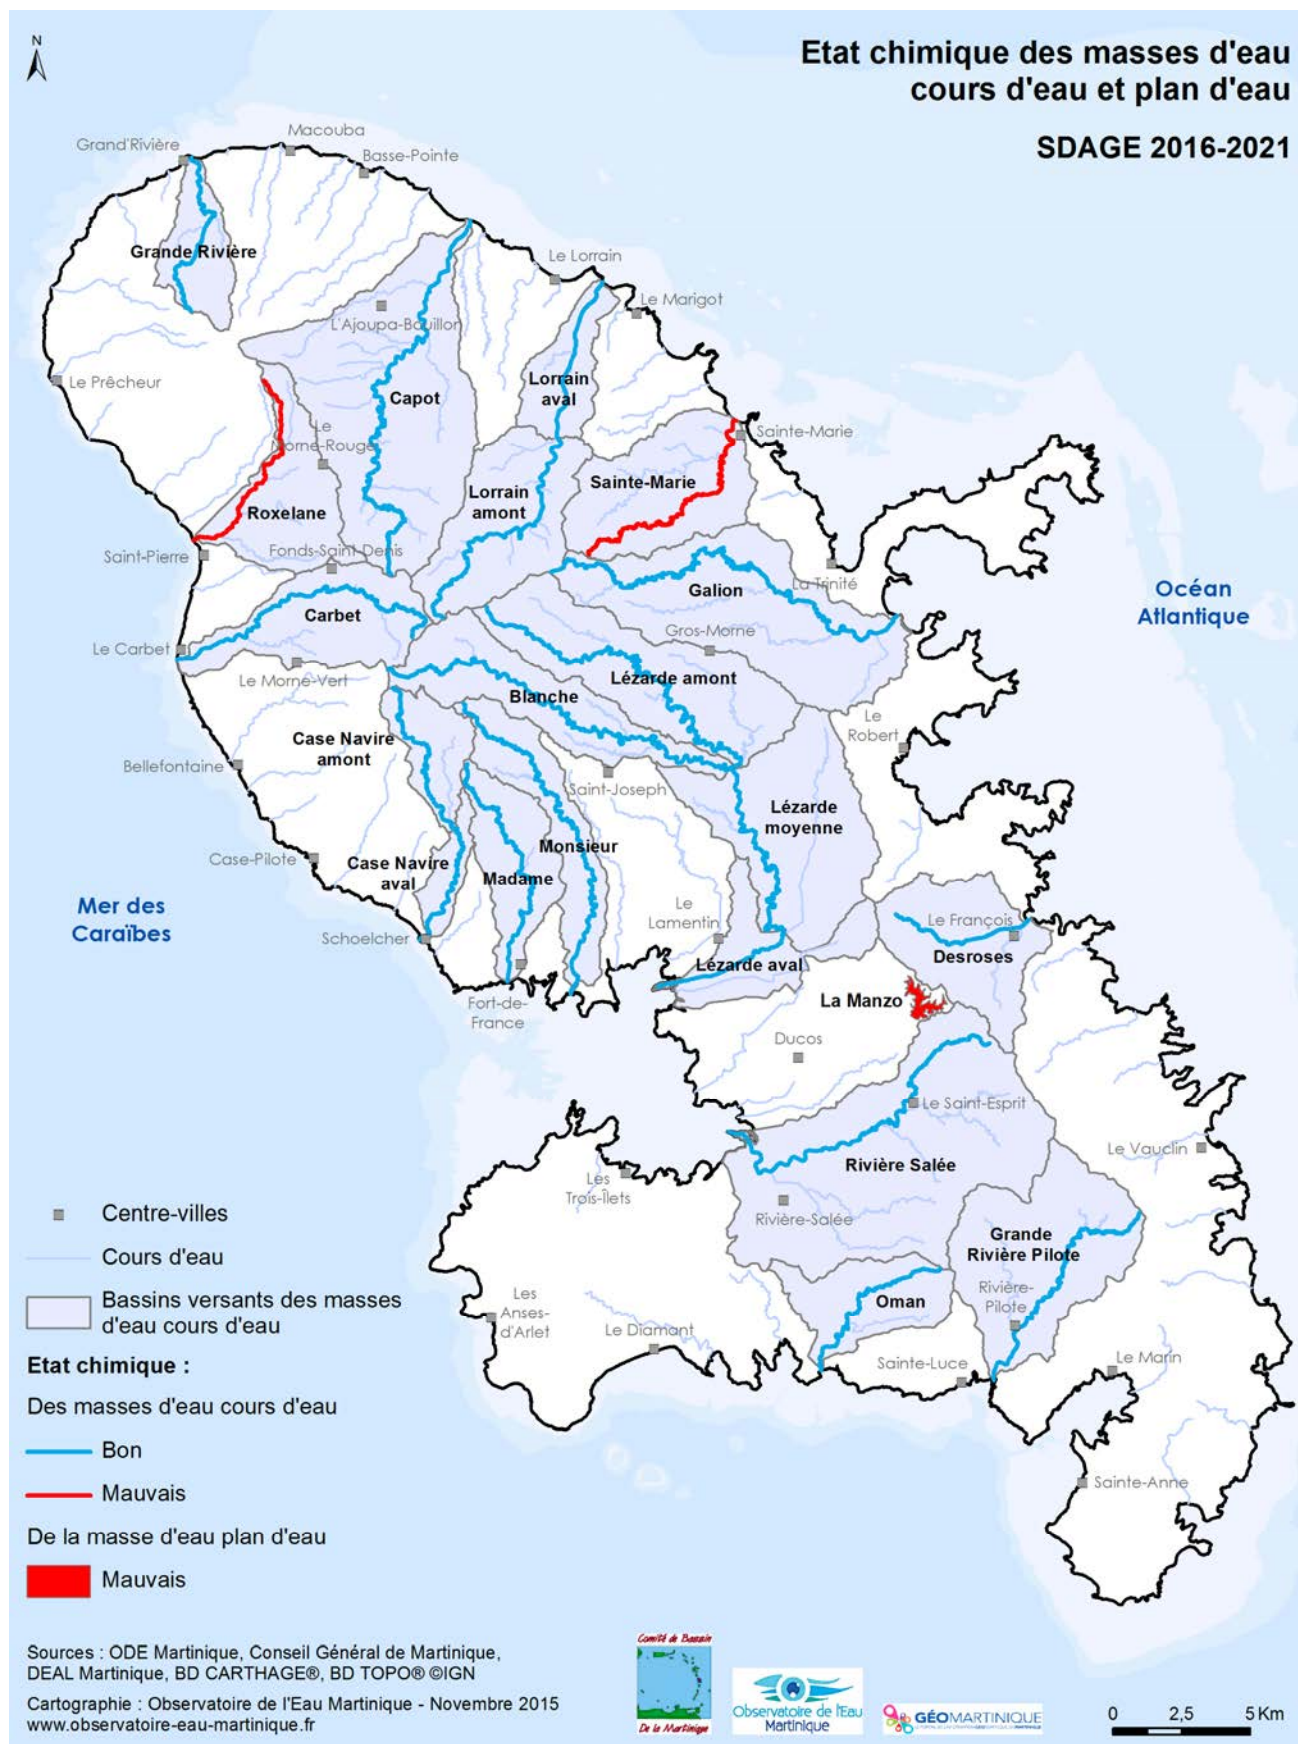 N
Etat chimique des masses d'eau
cours d'eau et plan d'eau
SDAGE 2016-2021
Grand'Rivière
Macouba
Basse-Pointe
Grande Rivière
Le Lorrain
Le Marigot
L'Ajoupa-Bouillon
Le Prêcheur
Capot
Lorrain
aval
Le
Morne-Rouge
Sainte-Marie
Sainte-Marie
Lorrain
amont
Roxelane
Saint-Pierre
Fonds-Saint-Denis
La Trinité
Galion
Océan
Atlantique
Carbet
Gros-Morne
Le Carbet
Le Morne-Vert
Lézarde amont
Blanche
Le
Robert
Case Navire
amont
Bellefontaine
Saint-Joseph
Lézarde
moyenne
Monsieur
Case-Pilote
Case Navire
aval
Madame
Mer des
Caraïbes
Le
Lamentin
Le François
Schoelcher
Desroses
Lézarde aval
Fort-de-
France
La Manzo
Ducos
Le Saint-Esprit
Le Vauclin
Rivière Salée
Les
Trois-Îlets
Rivière-Salée
Grande
Rivière Pilote
Rivière-
Pilote
Oman
Les
Anses-
d'Arlet
Le Diamant
Sainte-Luce
Le Marin
Sainte-Anne
Centre-villes
Cours d'eau
Bassins versants des masses
d'eau cours d'eau
Etat chimique :
Des masses d'eau cours d'eau
Bon
Mauvais
De la masse d'eau plan d'eau
Mauvais
Sources : ODE Martinique, Conseil Général de Martinique,
DEAL Martinique, BD CARTHAGE®, BD TOPO® ©IGN
Cartographie : Observatoire de l'Eau Martinique - Novembre 2015
www.observatoire-eau-martinique.fr
Comité de Bassin
De la Martinique
Observatoire de l'Eau
Martinique
GÉOMARTINIQUE
0 2,5 5 Km